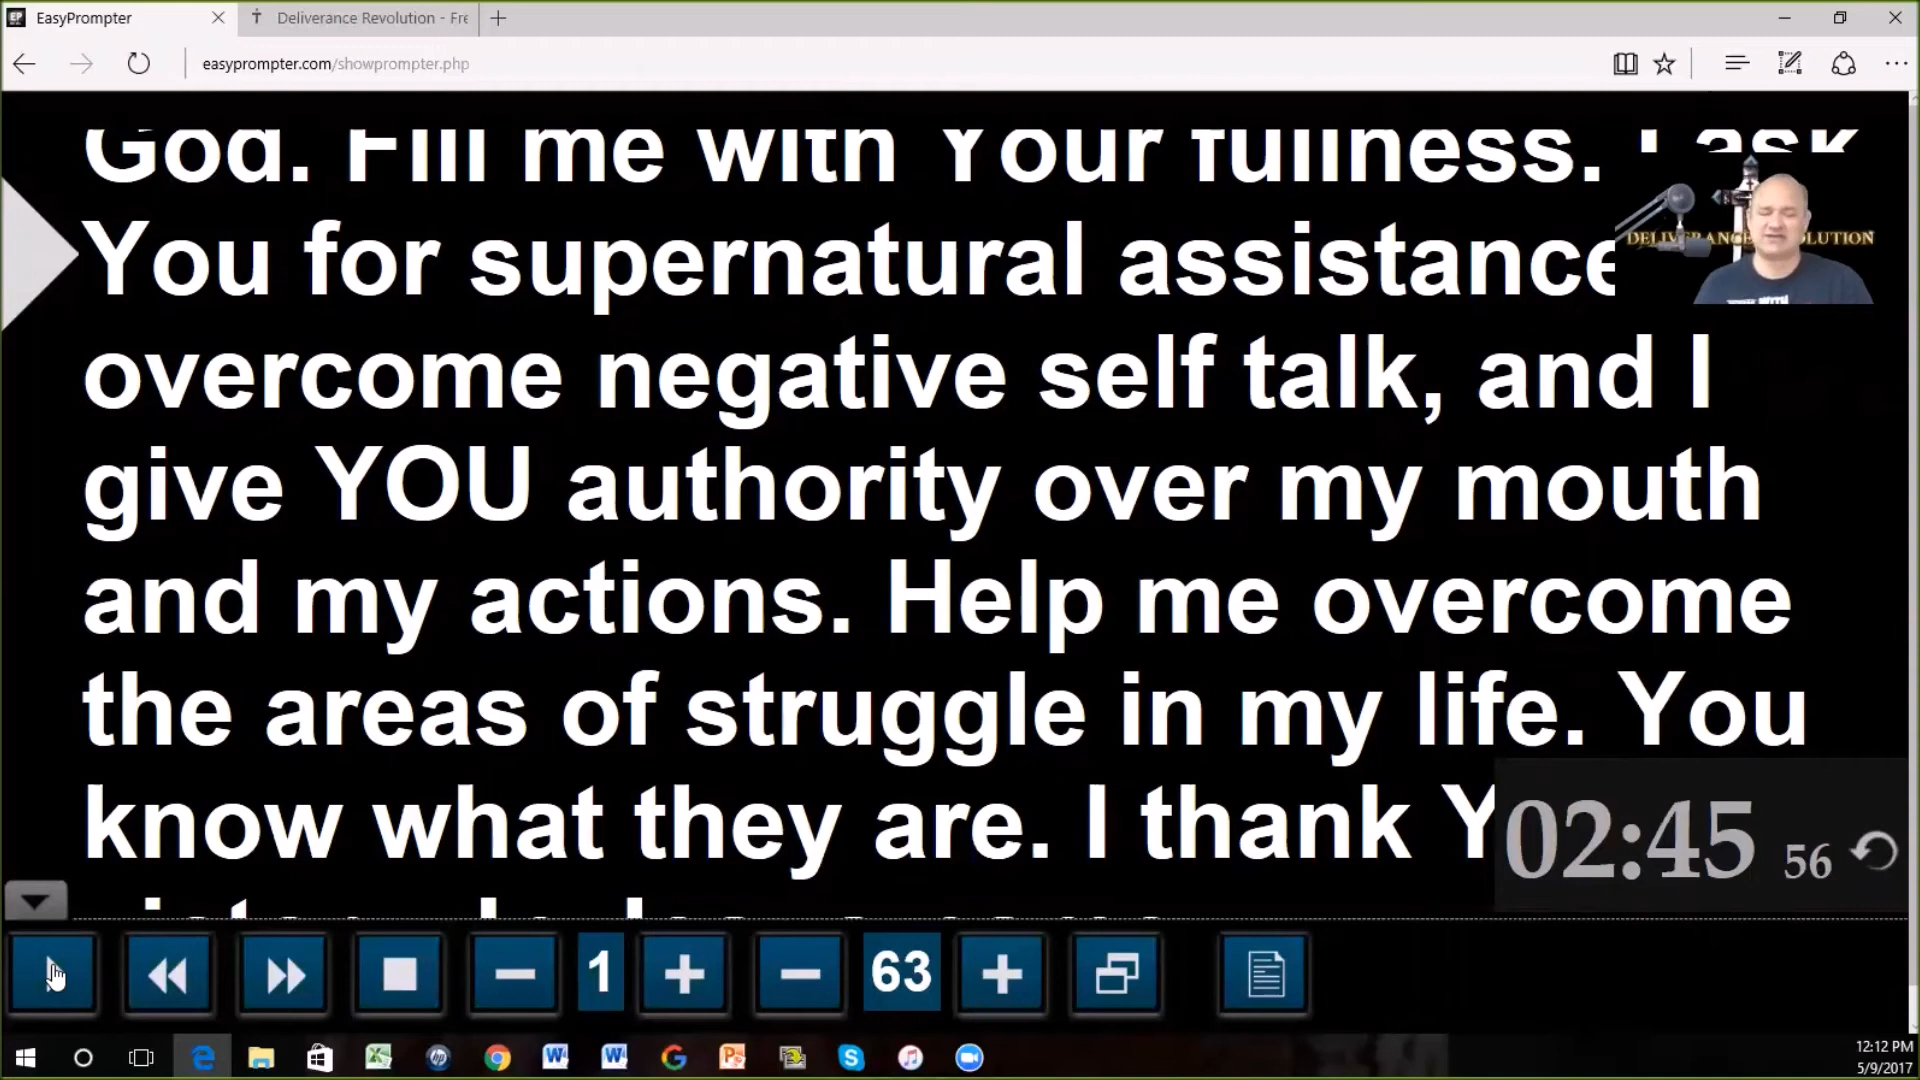 EasyPrompter
Deliverance Revolution - Fre
easyprompter.com/showprompter.php
God. Fill me with Your fullness. I ask
You for supernatural assistance
DELIVERANCE OLUTION
overcome negative self talk, and I
give YOU authority over my mouth
and my actions. Help me overcome
the areas of struggle in my life. You
know what they are. I thank Y
02:45 56
1
63
12:12 PM
5/9/2017